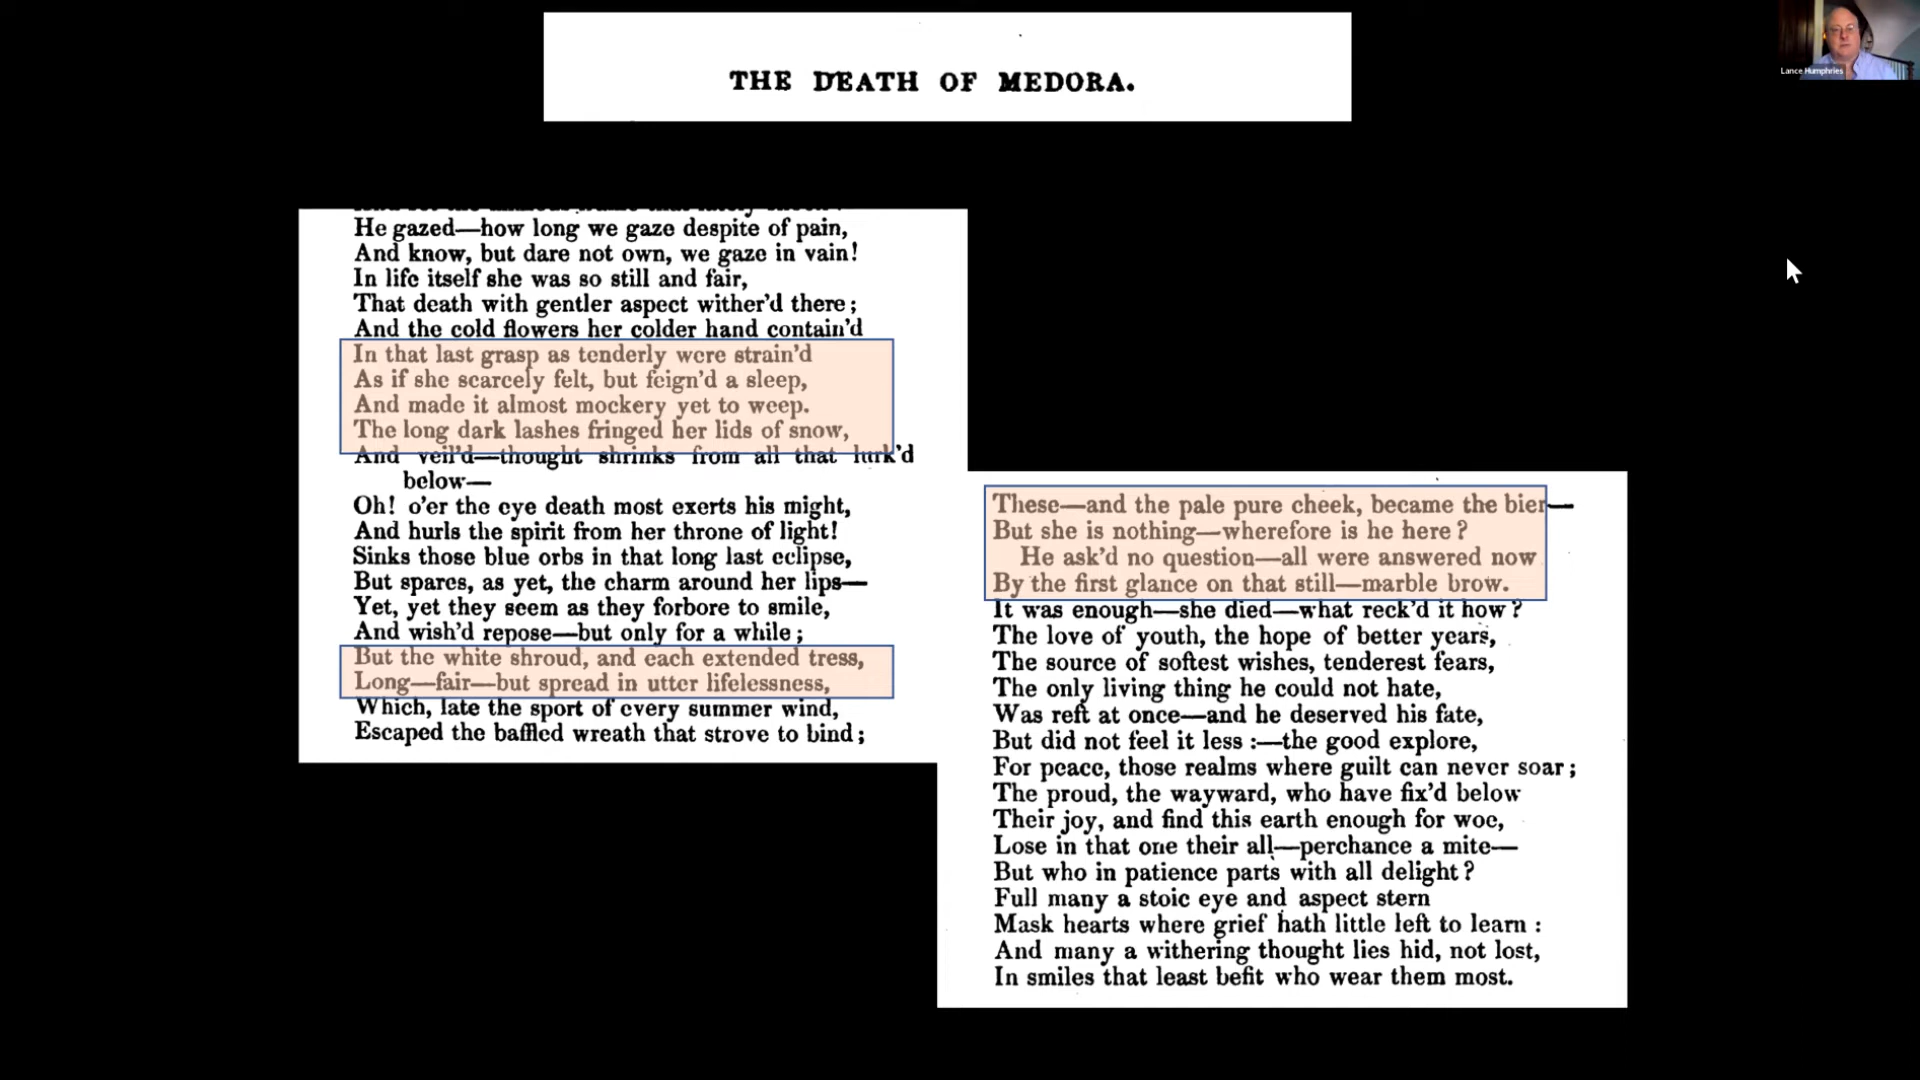 THE DEATH OF MEDORA.
Lance Humphries
He gazed—how long we gaze despite of pain,
And know, but dare not own, we gaze in vain!
In life itself she was so still and fair,
That death with gentler aspect wither'd there;
And the cold flowers her colder hand contain'd
In that last grasp as tenderly were strain'd
As if she scarcely felt, but feign'd a sleep,
And made it almost mockery yet to weep.
The long dark lashes fringed her lids of snow,
And veil'd—thought shrinks from all that lurk'd
below—
Oh! o'er the eye death most exerts his might,
And hurls the spirit from her throne of light!
Sinks those blue orbs in that long last eclipse,
But spares, as yet, the charm around her lips—
Yet, yet they seem as they forbore to smile,
And wish'd repose—but only for a while;
But the white shroud, and each extended tress,
Long—fair—but spread in utter lifelessness,
Which, late the sport of every summer wind,
Escaped the baffled wreath that strove to bind;
These—and the pale pure cheek, became the bier—
But she is nothing—wherefore is he here?
He ask'd no question—all were answered now
By the first glance on that still—marble brow.
It was enough—she died—what reck'd it how?
The love of youth, the hope of better years,
The source of softest wishes, tenderest fears,
The only living thing he could not hate,
Was reft at once—and he deserved his fate,
But did not feel it less:—the good explore,
For peace, those realms where guilt can never soar;
The proud, the wayward, who have fix'd below
Their joy, and find this earth enough for woe,
Lose in that one their all—perchance a mite—
But who in patience parts with all delight?
Full many a stoic eye and aspect stern
Mask hearts where grief hath little left to learn:
And many a withering thought lies hid, not lost,
In smiles that least befit who wear them most.